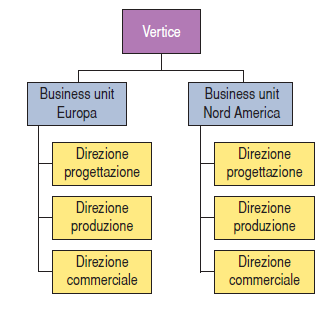 Vertice
Business unit
Europa
Direzione
progettazione
Direzione
produzione
Direzione
commerciale
Business unit
Nord America
Direzione
progettazione
Direzione
produzione
Direzione
commerciale